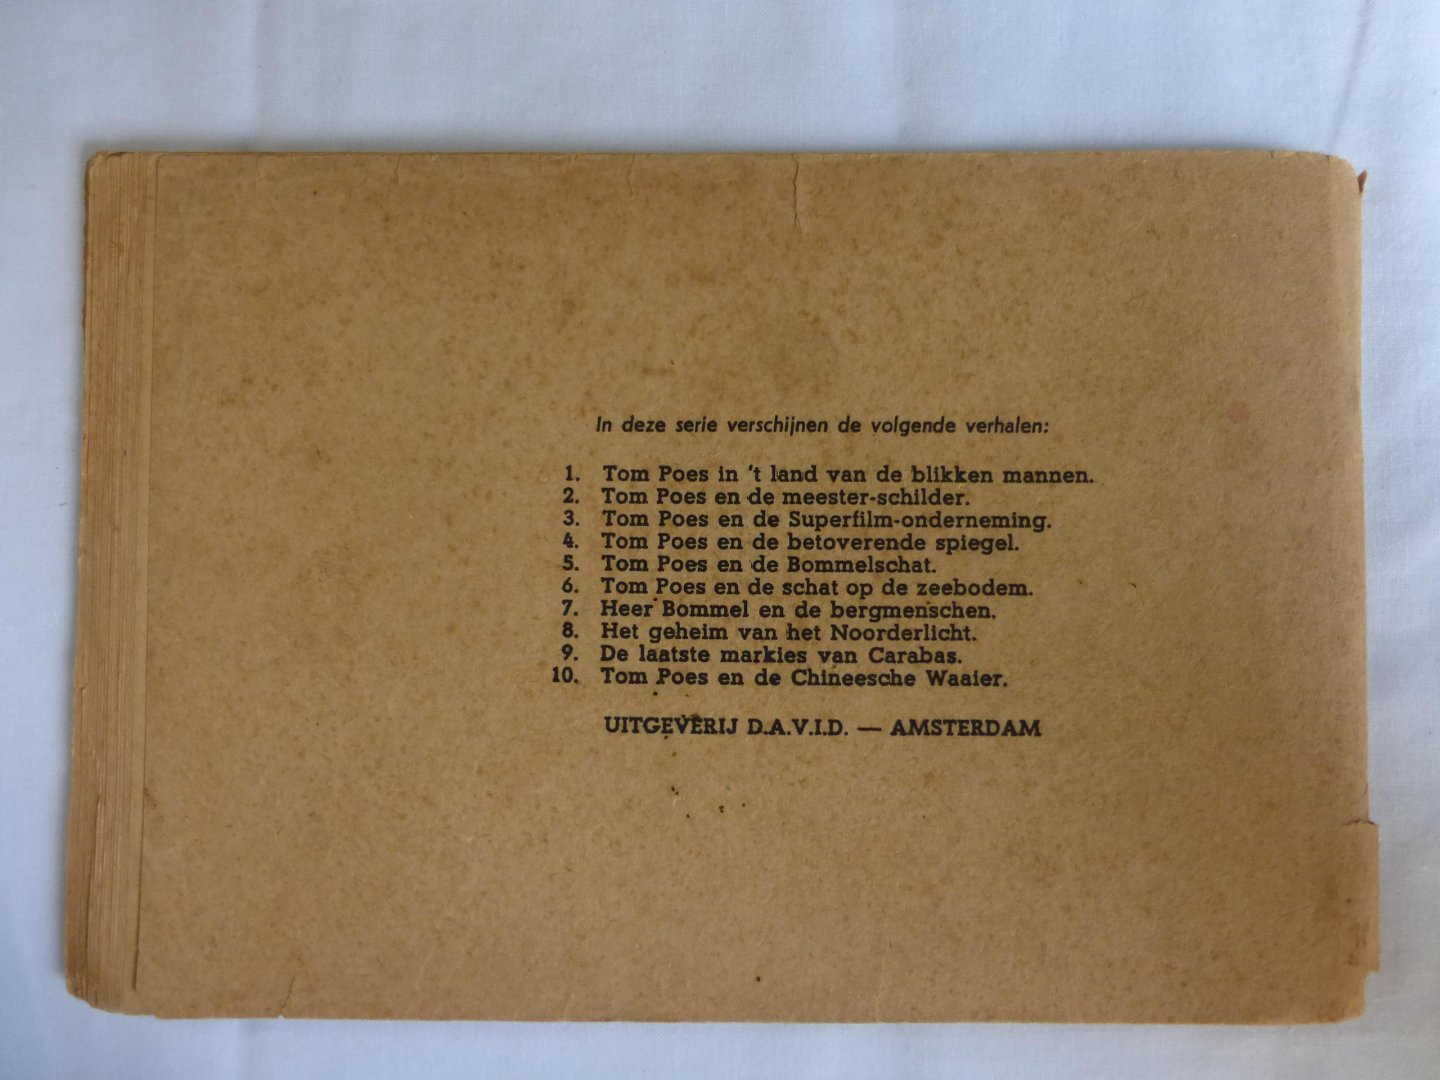 In deze serie verschijnen de volgende verhalen:
1. Tom Poes in 't land van de blikken mannen.
2. Tom Poes en de meester-schilder.
3. Tom Poes en de Superfilm-onderneming.
4. Tom Poes en de betoverende spiegel.
5. Tom Poes en de Bommelschat.
6. Tom Poes en de schat op de zeebodem.
7. Heer Bommel en de bergmenschen.
8. Het geheim van het Noorderlicht.
9. De laatste markies van Carabas.
10. Tom Poes en de Chineesche Waaier.
UITGEVERIJ D.A.V.I.D. — AMSTERDAM